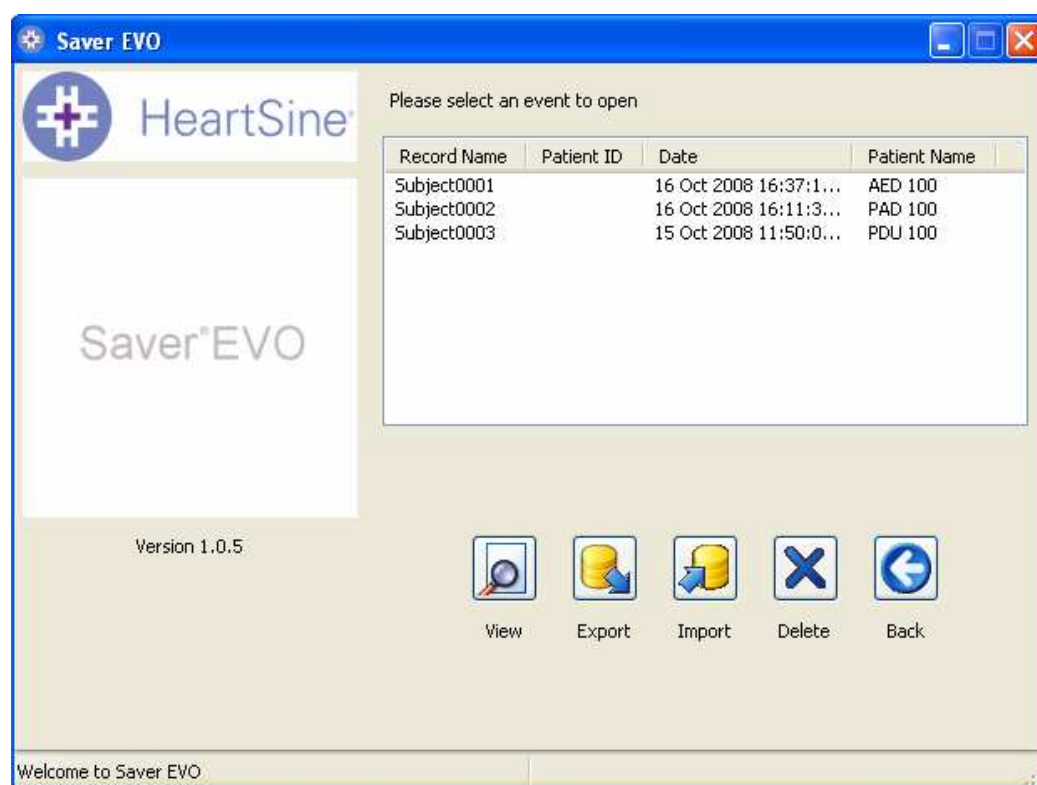 Saver EVO
HeartSine®
Please select an event to open
Record Name Patient ID Date Patient Name
Subject0001 16 Oct 2008 16:37:1... AED 100
Subject0002 16 Oct 2008 16:11:3... PAD 100
Subject0003 15 Oct 2008 11:50:0... PDU 100
Saver®EVO
Version 1.0.5
View Export Import Delete Back
Welcome to Saver EVO